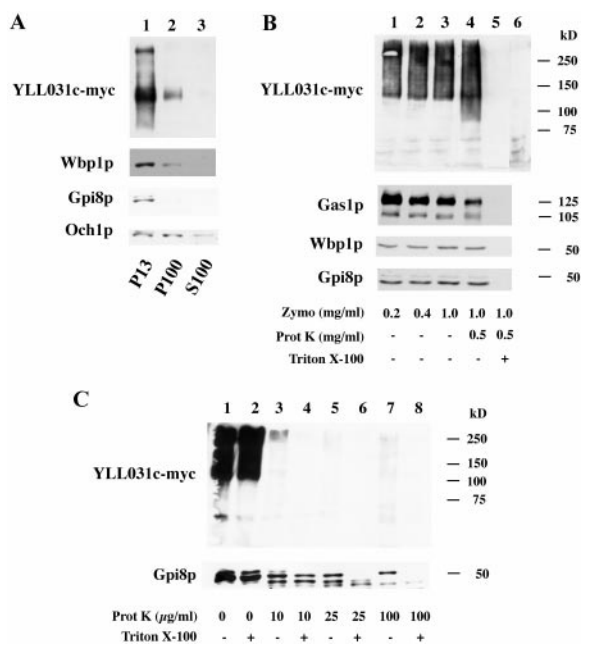 A
1 2 3
YLL031c-myc
Wbp1p
Gpi8p
Och1p
P13 P100 S100
B
1 2 3 4 5 6
kD
YLL031c-myc
250
150
100
75
Gas1p
125
105
Wbp1p
50
Gpi8p
50
Zymo (mg/ml) 0.2 0.4 1.0 1.0 1.0
Prot K (mg/ml) - - - 0.5 0.5
Triton X-100 - - - - +
C
1 2 3 4 5 6 7 8
kD
YLL031c-myc
250
150
100
75
Gpi8p
50
Prot K (µg/ml) 0 0 10 10 25 25 100 100
Triton X-100 - + - + - + - +